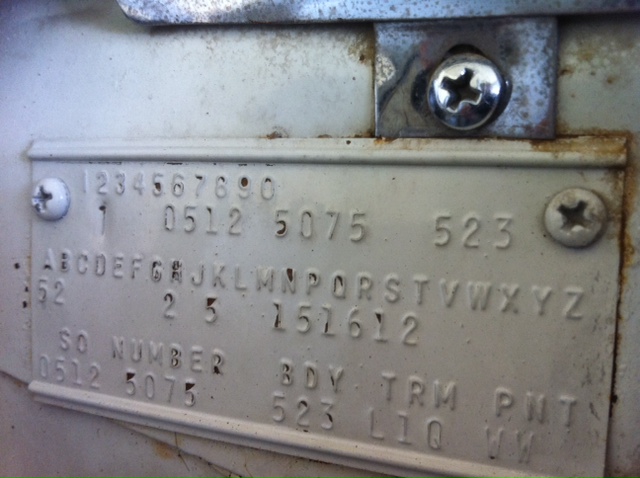 1234567890
1 0512 5075 523
ABCDEFGHJKLMNPQRSTVWXYZ
52 2 5 151612
SO NUMBER BDY TRM PNT
0512 5075 523 L1Q WW